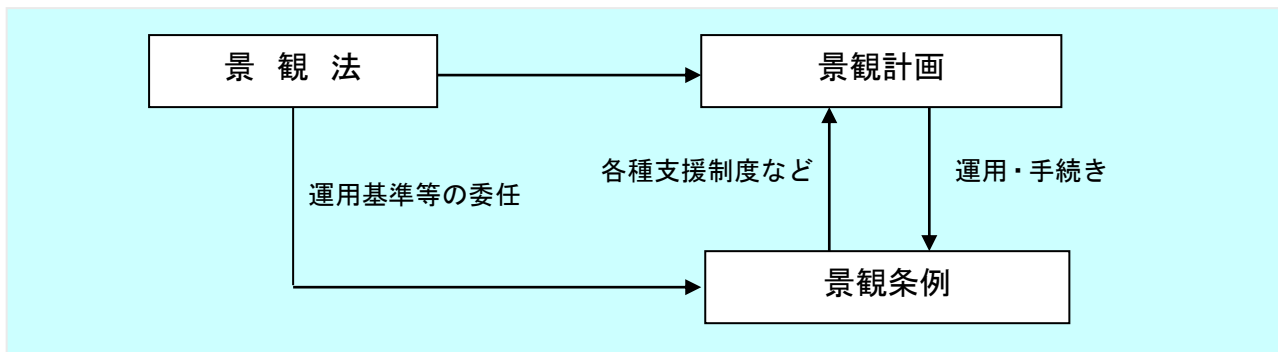 景 観 法
景観計画
各種支援制度など
運用・手続き
運用基準等の委任
景観条例